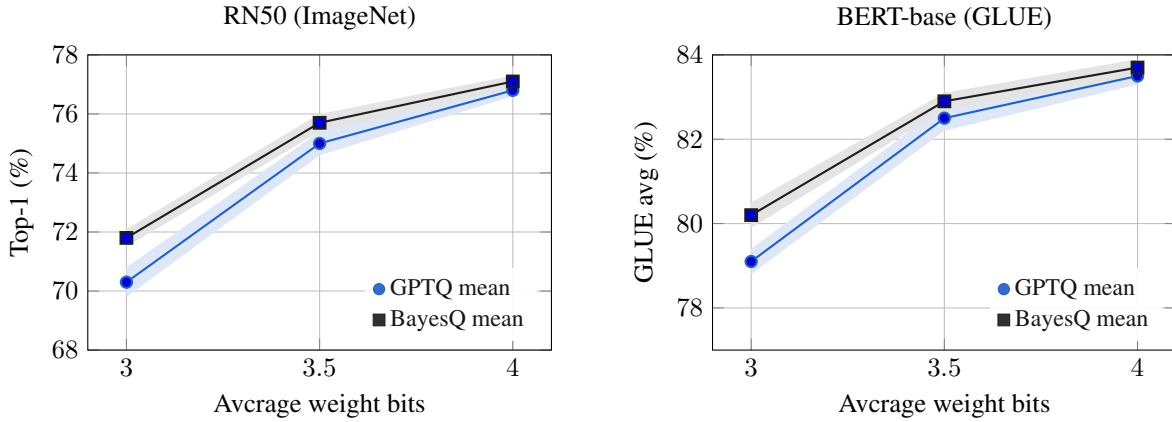 RN50 (ImageNet)
78
76
74
72
70
68
Top-1 (%)
GPTQ mean
BayesQ mean
3
3.5
4
Avcrage weight bits
BERT-base (GLUE)
84
82
80
78
GLUE avg (%)
GPTQ mean
BayesQ mean
3
3.5
4
Avcrage weight bits